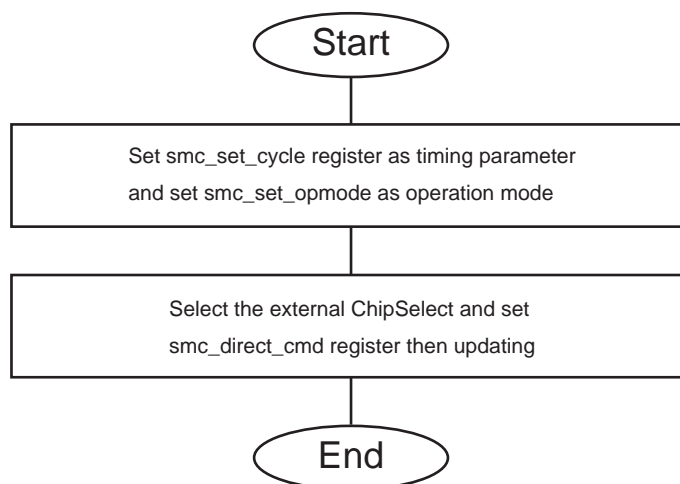 Start
Set smc_set_cycle register as timing parameter
and set smc_set_opmode as operation mode
Select the external ChipSelect and set
smc_direct_cmd register then updating
End